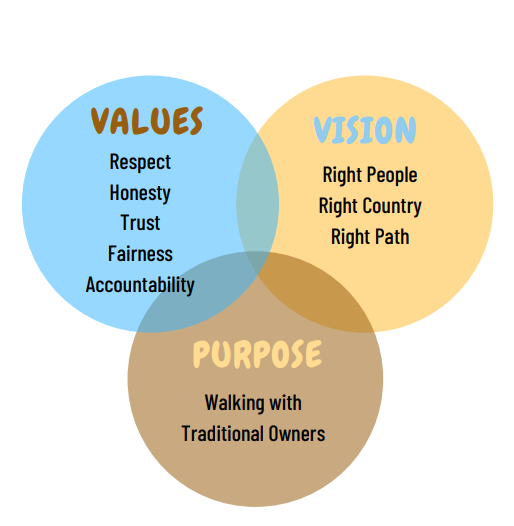 VALUES
Respect
Honesty
Trust
Fairness
Accountability
VISION
Right People
Right Country
Right Path
PURPOSE
Walking with
Traditional Owners